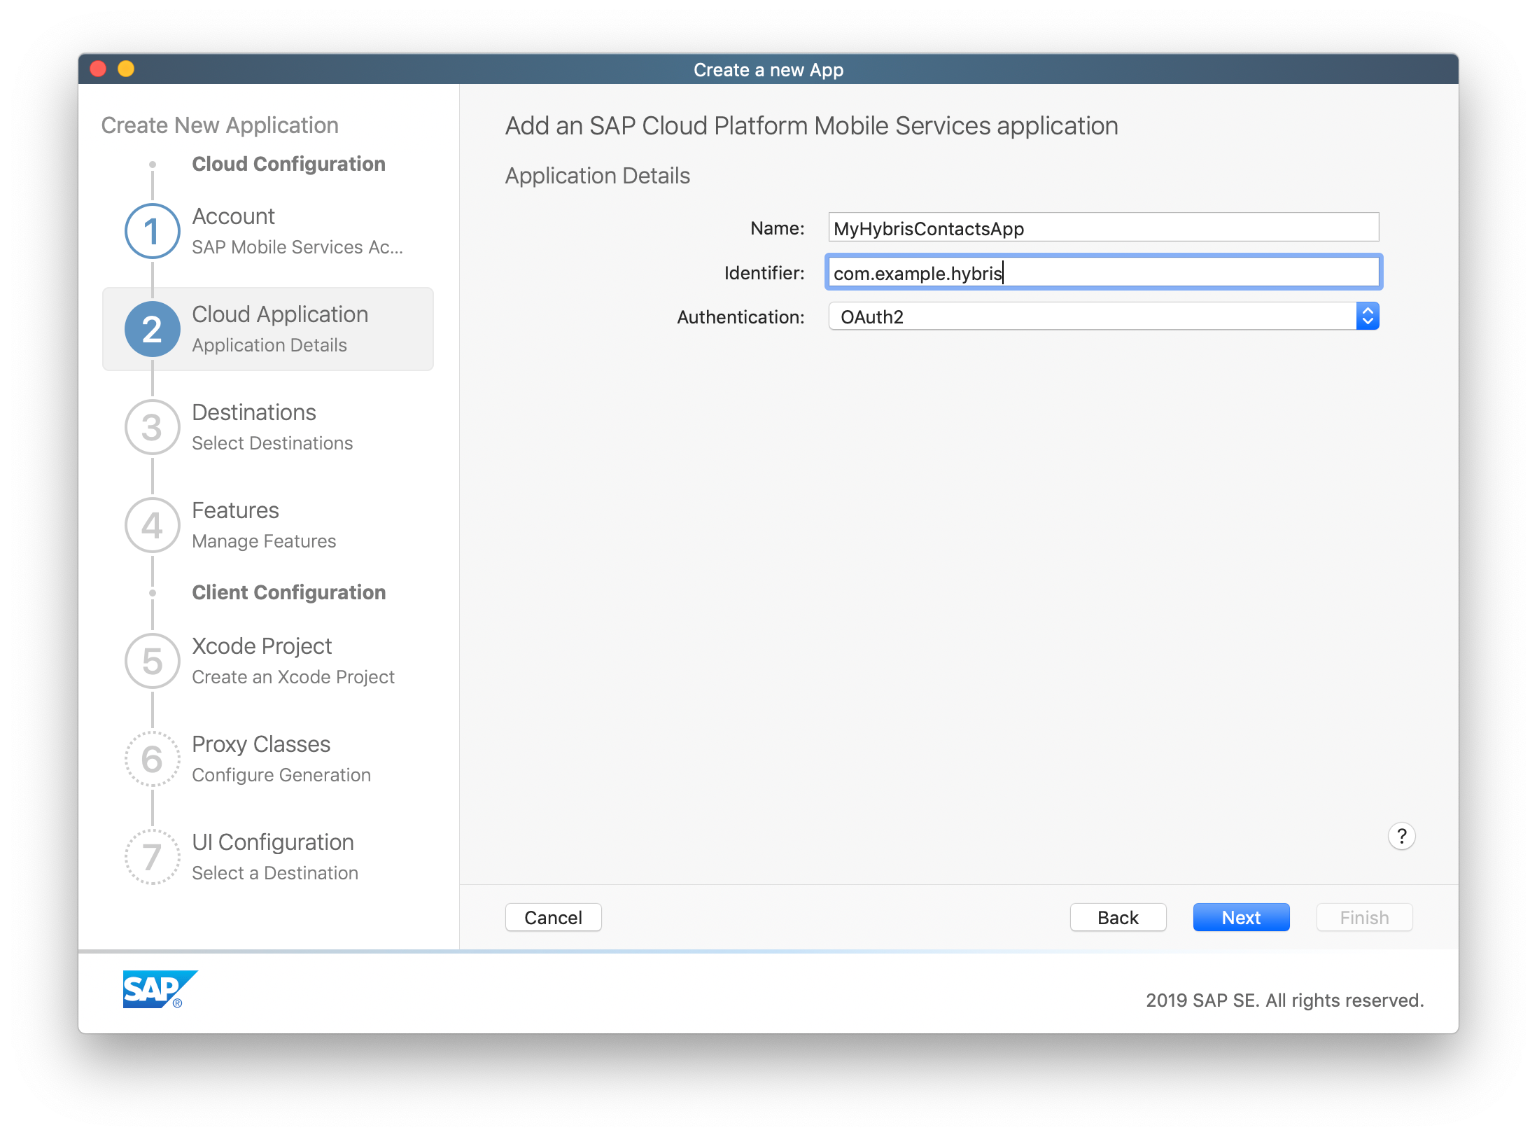 Create a new App
Create New Application
Cloud Configuration
1
Account
SAP Mobile Services Ac...
2
Cloud Application
Application Details
3
Destinations
Select Destinations
4
Features
Manage Features
Client Configuration
5
Xcode Project
Create an Xcode Project
6
Proxy Classes
Configure Generation
7
UI Configuration
Select a Destination
Add an SAP Cloud Platform Mobile Services application
Application Details
Name: MyHybrisContactsApp
Identifier: com.example.hybris
Authentication: OAuth2
?
Cancel Back Next Finish
SAP®
2019 SAP SE. All rights reserved.